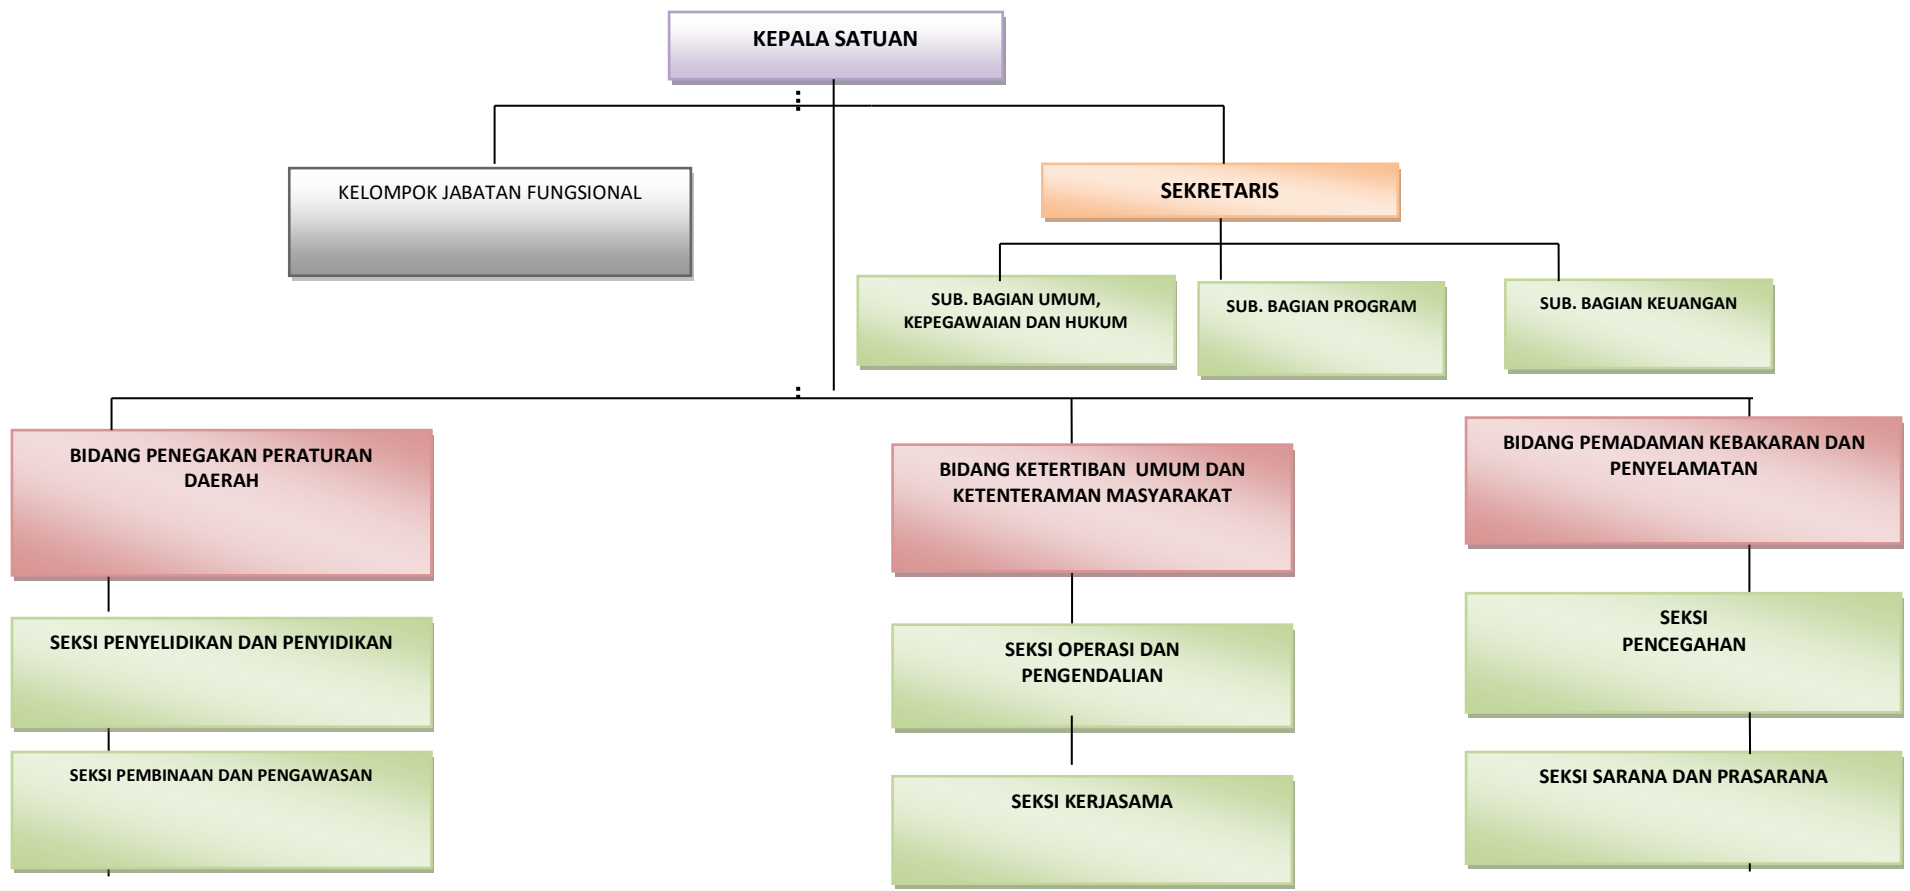 KEPALA SATUAN
KELOMPOK JABATAN FUNGSIONAL
SEKRETARIS
SUB. BAGIAN UMUM,
KEPEGAWAIAN DAN HUKUM
SUB. BAGIAN PROGRAM
SUB. BAGIAN KEUANGAN
BIDANG PENEGAKAN PERATURAN
DAERAH
BIDANG KETERTIBAN  UMUM DAN
KETENTERAMAN MASYARAKAT
BIDANG PEMADAMAN KEBAKARAN DAN
PENYELAMATAN
SEKSI PENYELIDIKAN DAN PENYIDIKAN
SEKSI OPERASI DAN
PENGENDALIAN
SEKSI
PENCEGAHAN
SEKSI PEMBINAAN DAN PENGAWASAN
SEKSI KERJASAMA
SEKSI SARANA DAN PRASARANA